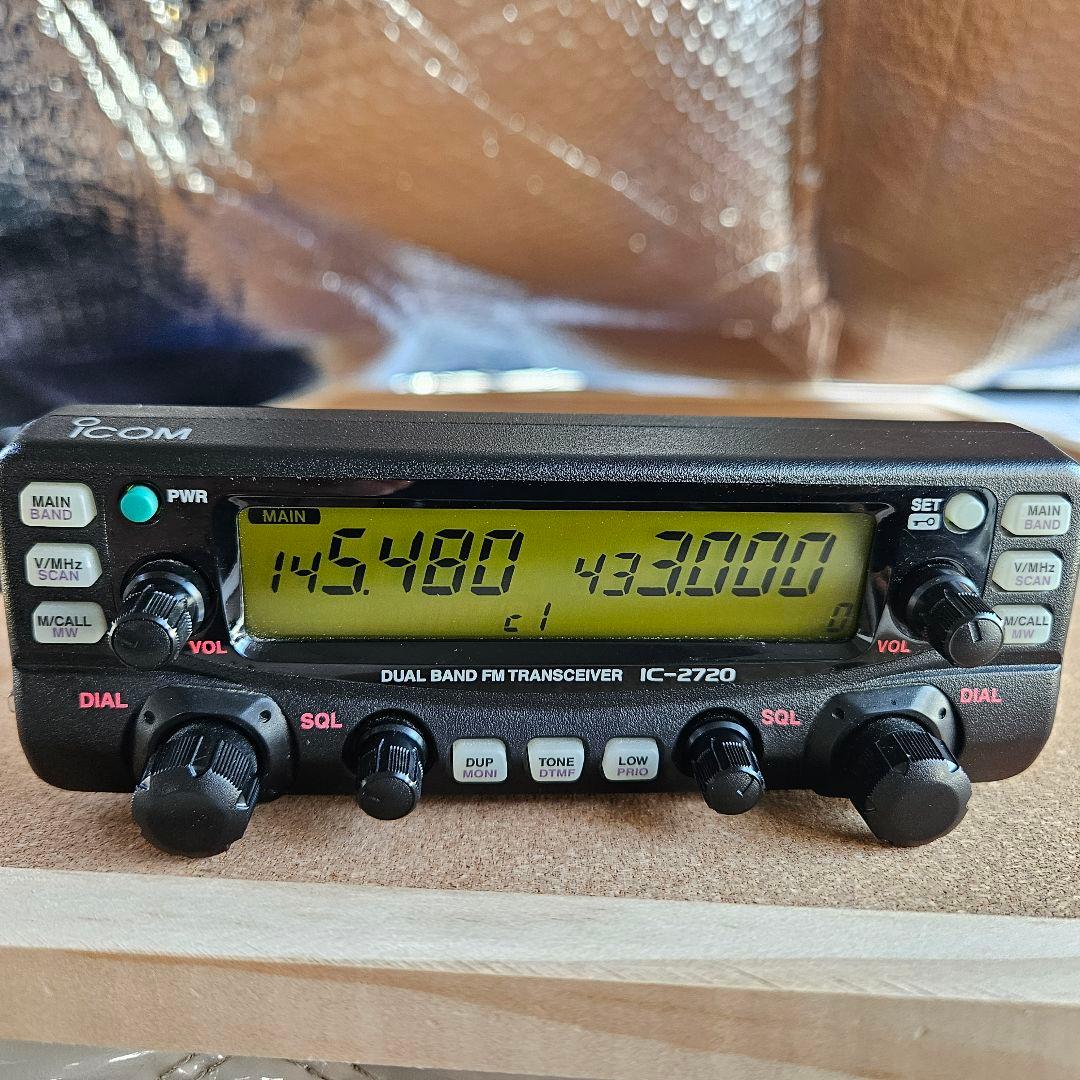 iCOM
MAIN
BAND
PWR
V/MHz
SCAN
M/CALL
MW
VOL
MAIN
145.480
433.000
c1
0
SET
MAIN
BAND
V/MHz
SCAN
M/CALL
MW
VOL
DUAL BAND FM TRANSCEIVER IC-2720
DIAL
SQL
DUP
MONI
TONE
DTMF
LOW
PRIO
SQL
DIAL